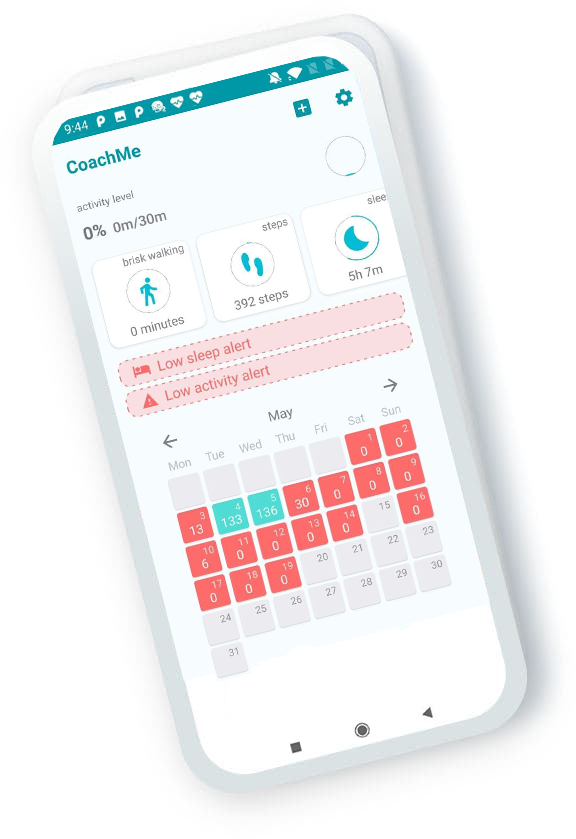 9:44
CoachMe
activity level
0% 0m/30m
brisk walking
0 minutes
steps
392 steps
slee
5h 7m
Low sleep alert
Low activity alert
May
Mon Tue Wed Thu Fri Sat Sun
1 2
0 0
3 4 5 6 7 8 9
13 133 136 30 0 0 0
10 11 12 13 14 15 16
6 0 0 0 0 0
17 18 19 20 21 22 23
0 0 0
24 25 26 27 28 29 30
31